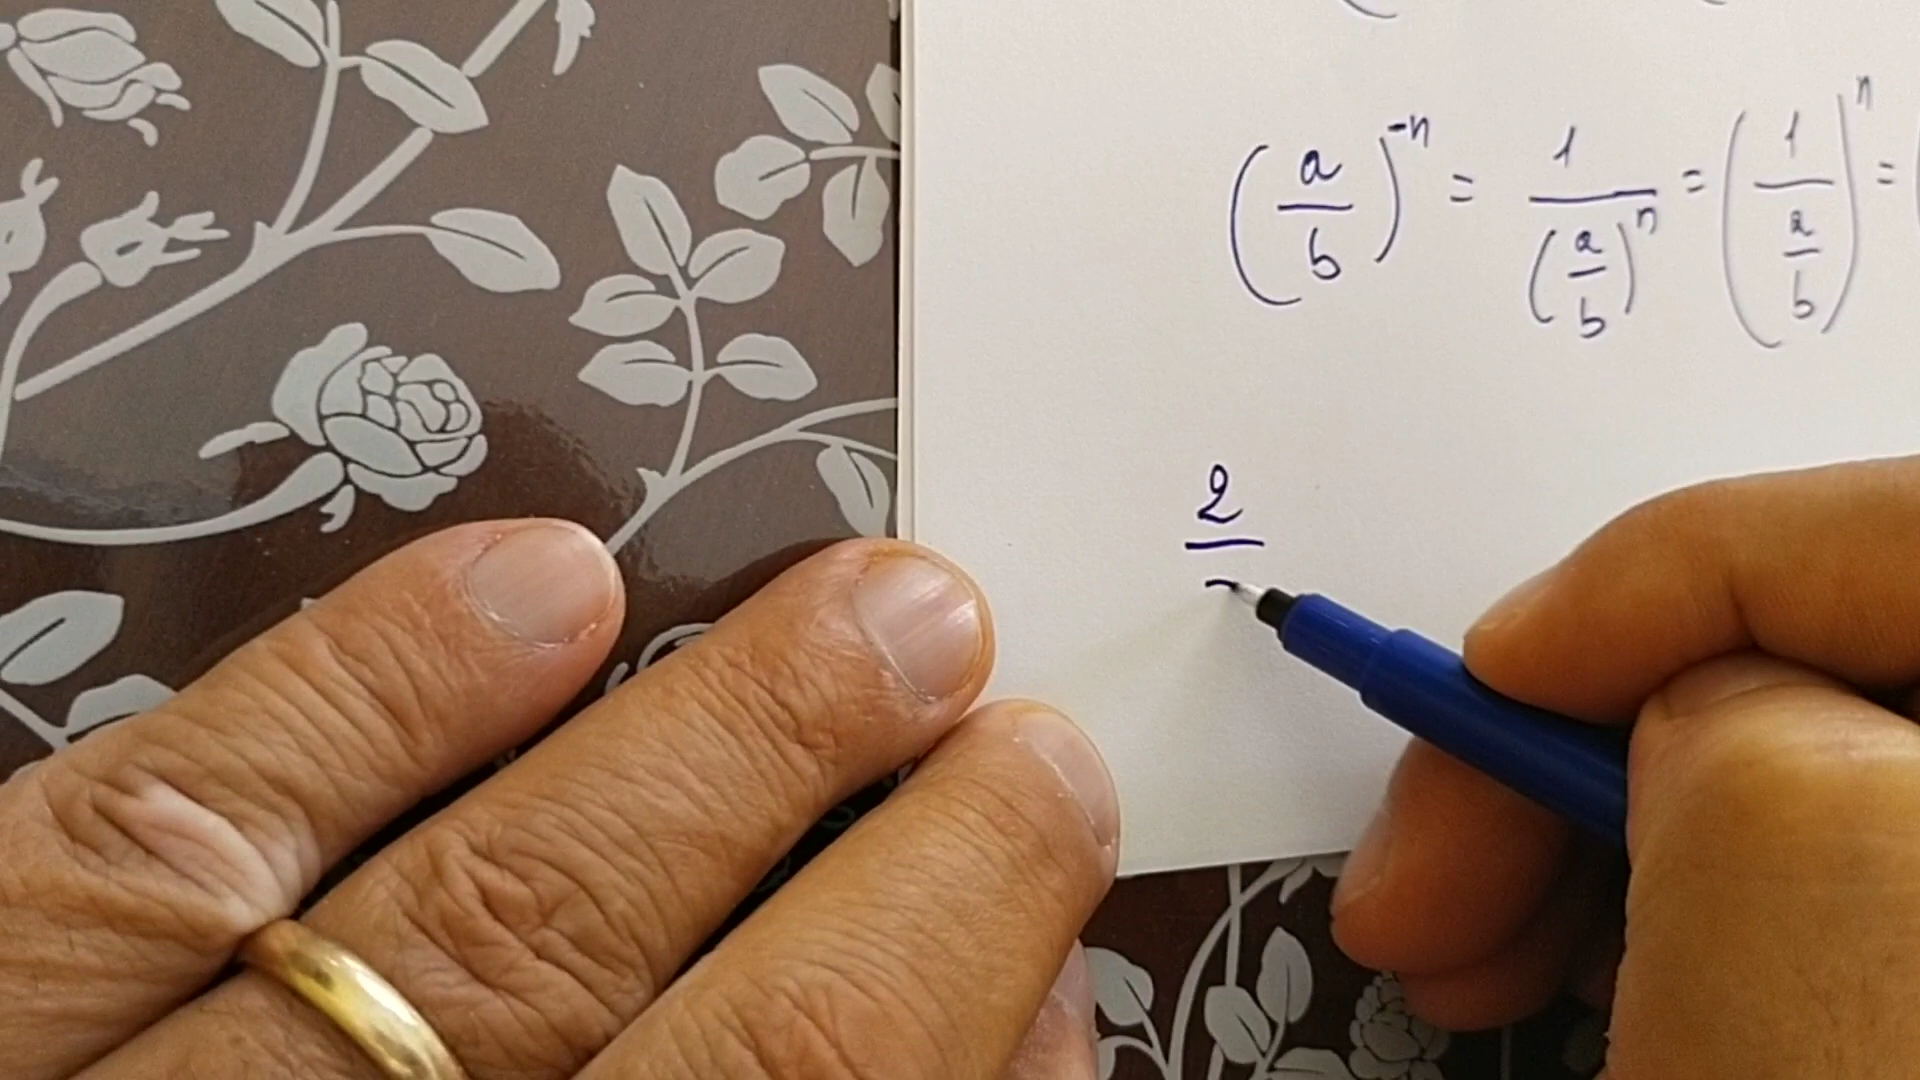 (a/b)^-n = 1/(a/b)^n = (1/(a/b))^n =
2